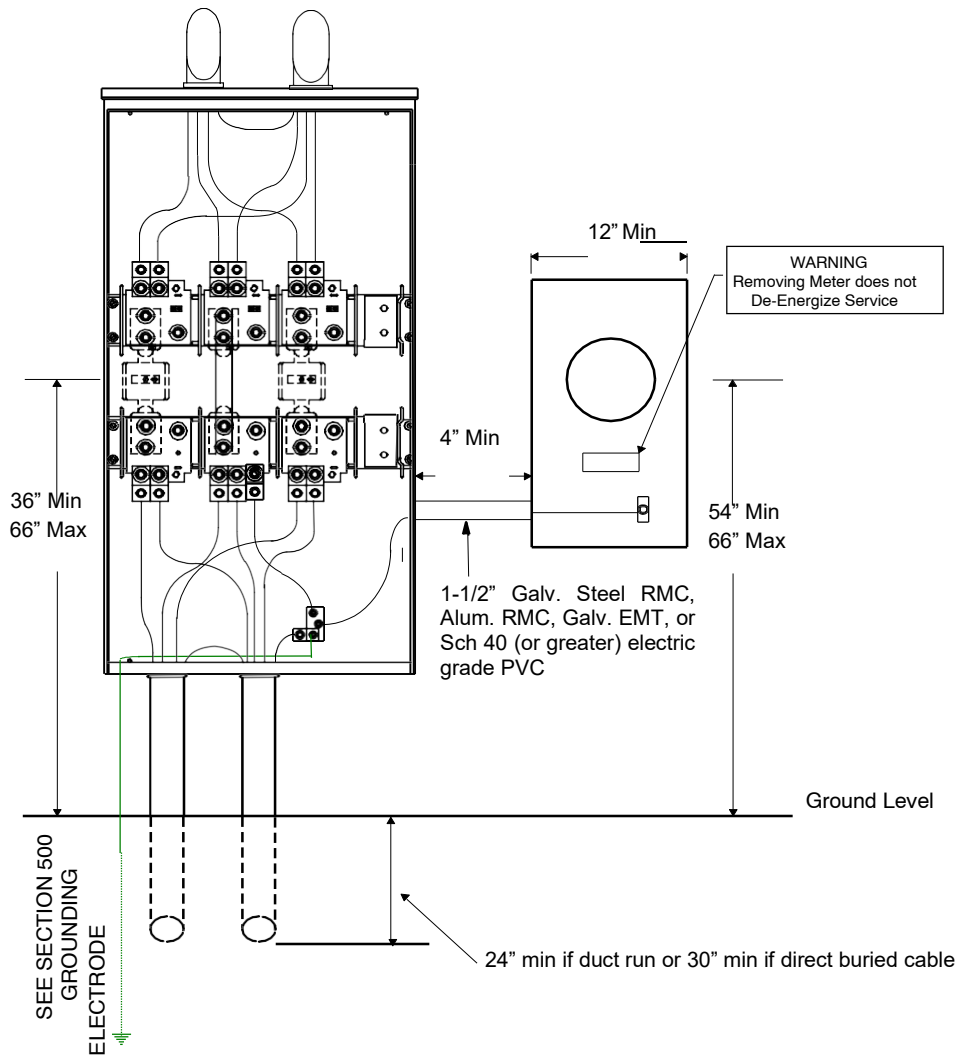 12” Min
WARNING
Removing Meter does not
De-Energize Service
4” Min
36” Min
66” Max
54” Min
66” Max
1-1/2” Galv. Steel RMC,
Alum. RMC, Galv. EMT, or
Sch 40 (or greater) electric
grade PVC
Ground Level
SEE SECTION 500
GROUNDING
ELECTRODE
24” min if duct run or 30” min if direct buried cable